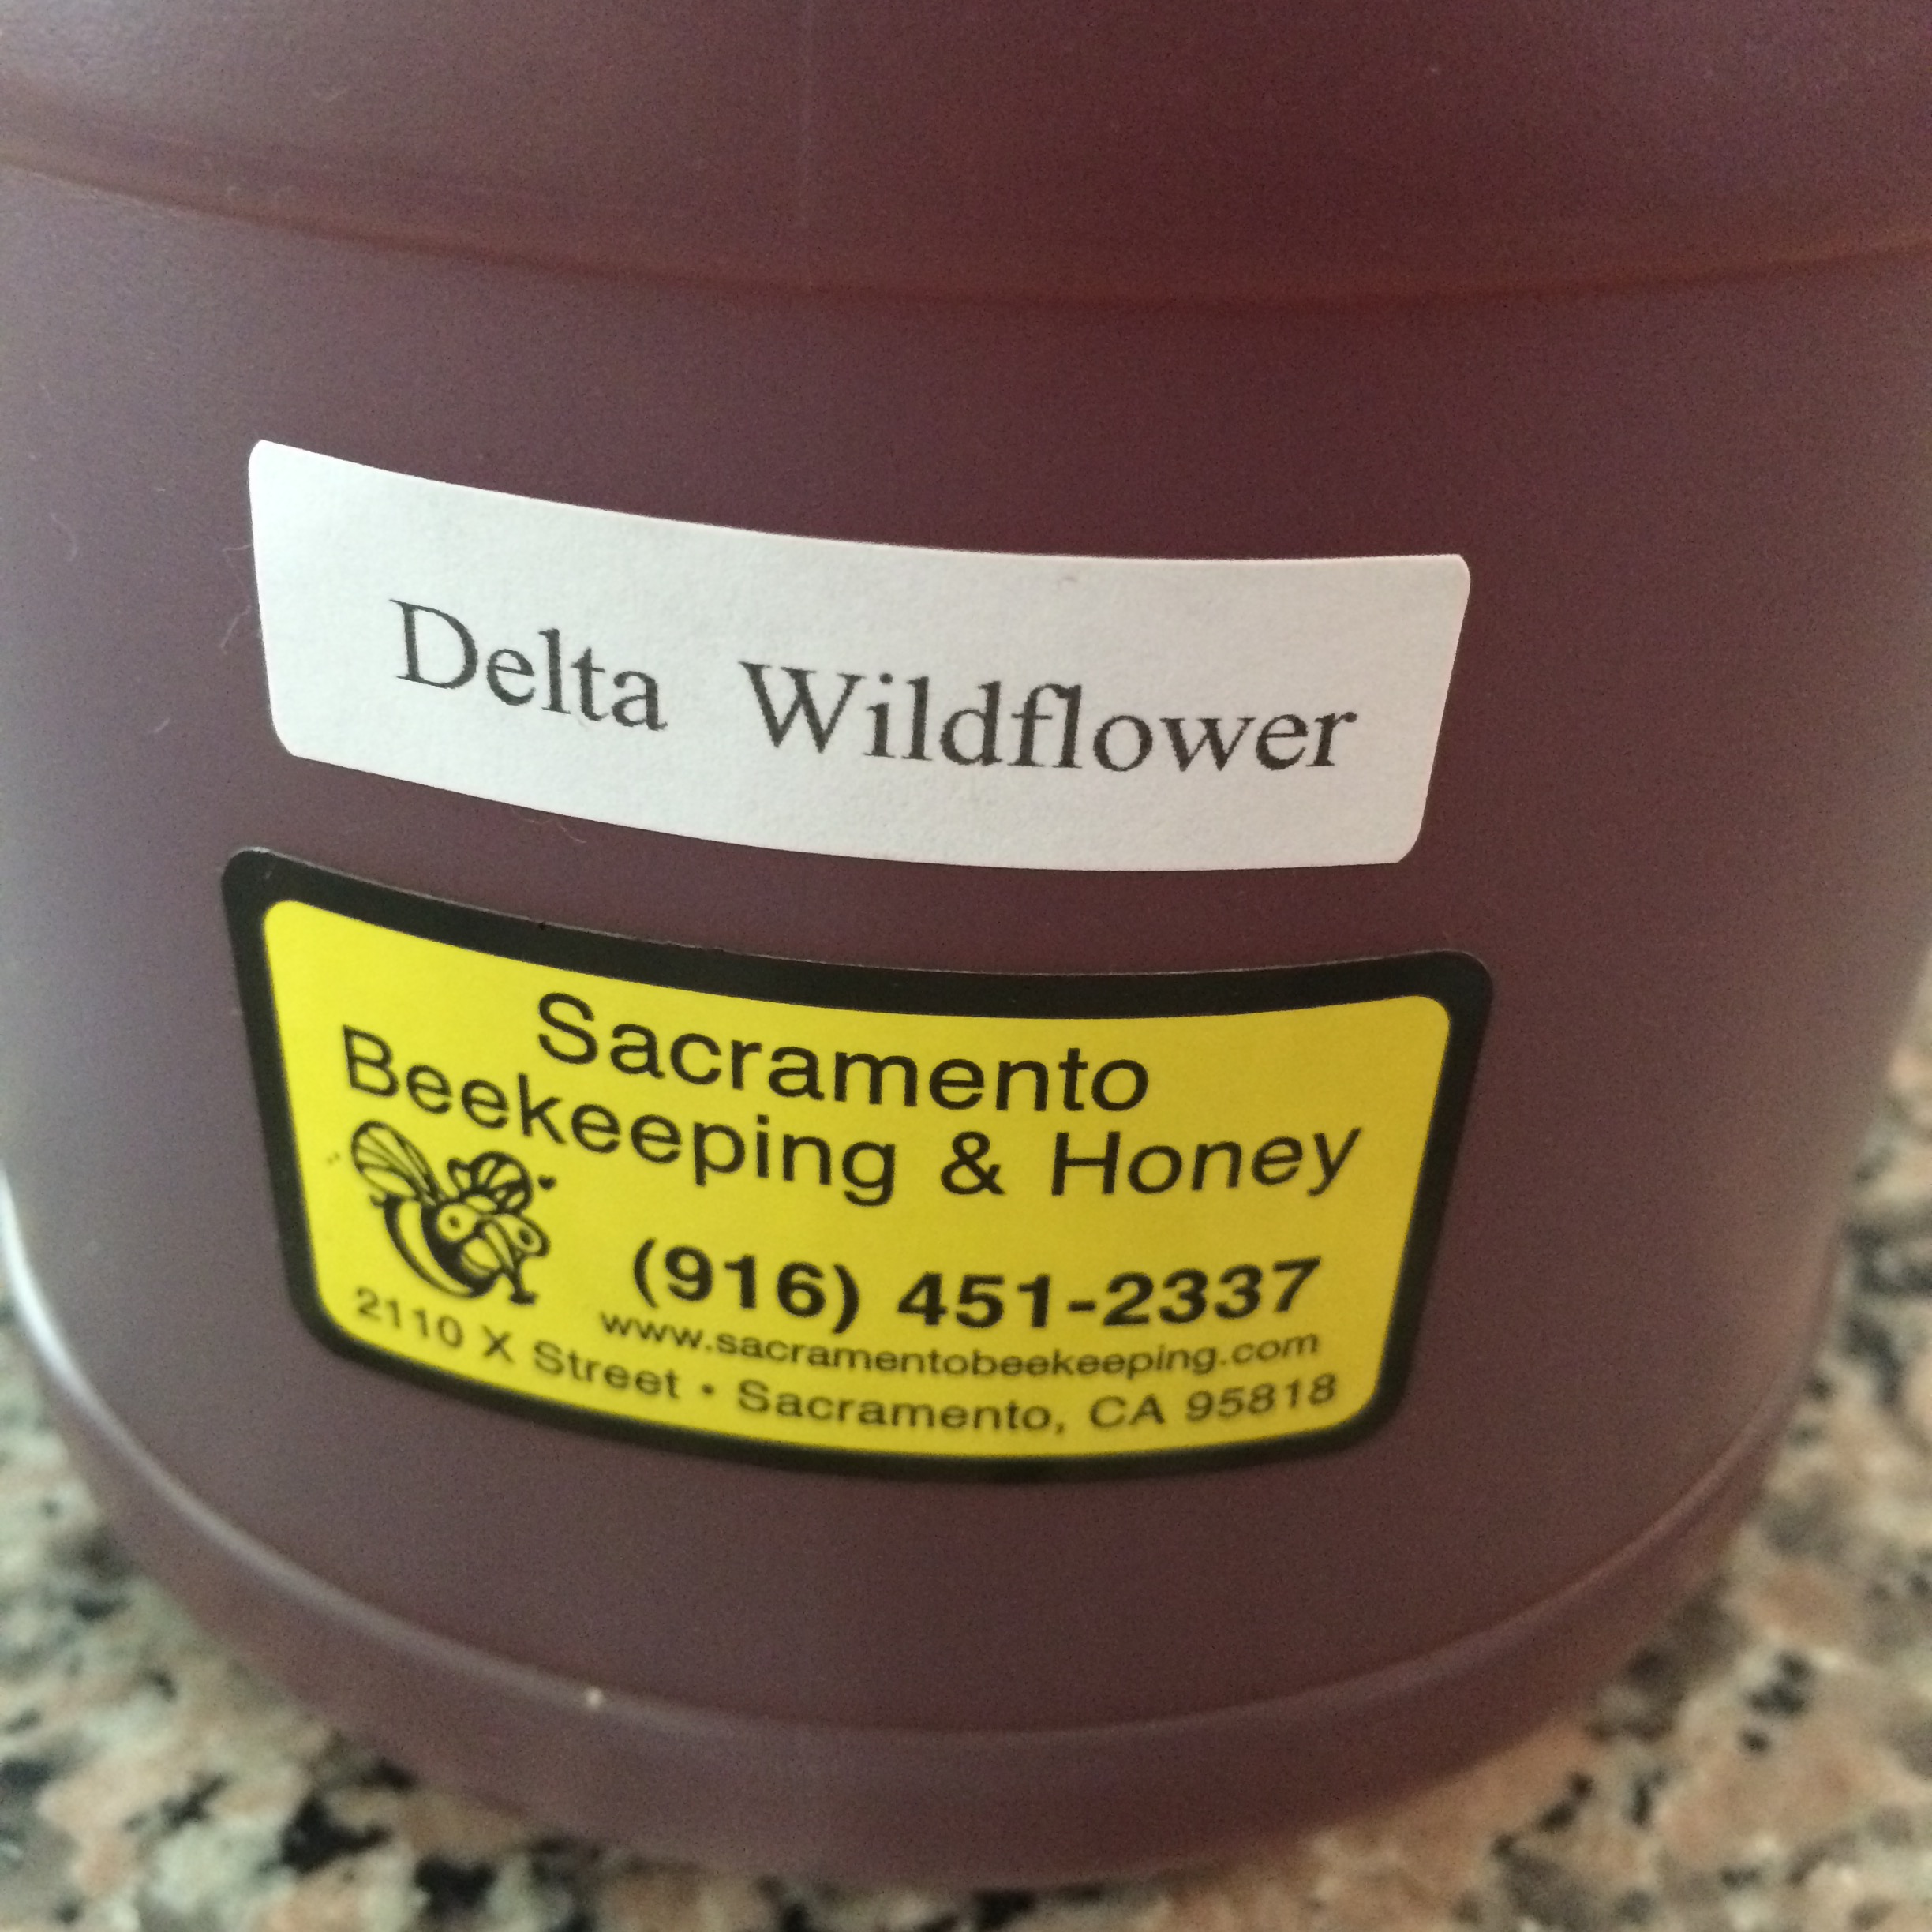 Delta Wildflower
Sacramento
Beekeeping & Honey
(916) 451-2337
www.sacramentobeekeeping.com
2110 X Street • Sacramento, CA 95818